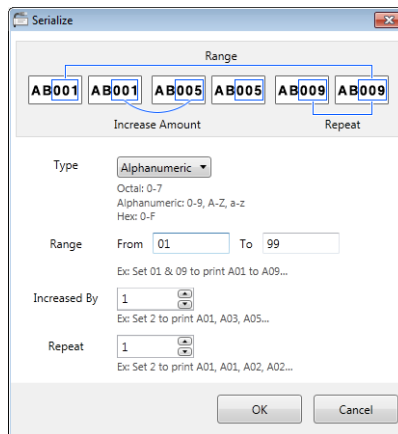 Serialize
Range
AB001 AB001 AB005 AB005 AB009 AB009
Increase Amount Repeat
Type Alphanumeric
Octal: 0-7
Alphanumeric: 0-9, A-Z, a-z
Hex: 0-F
Range From 01 To 99
Ex: Set 01 & 09 to print A01 to A09...
Increased By 1
Ex: Set 2 to print A01, A03, A05...
Repeat 1
Ex: Set 2 to print A01, A01, A02, A02...
OK Cancel